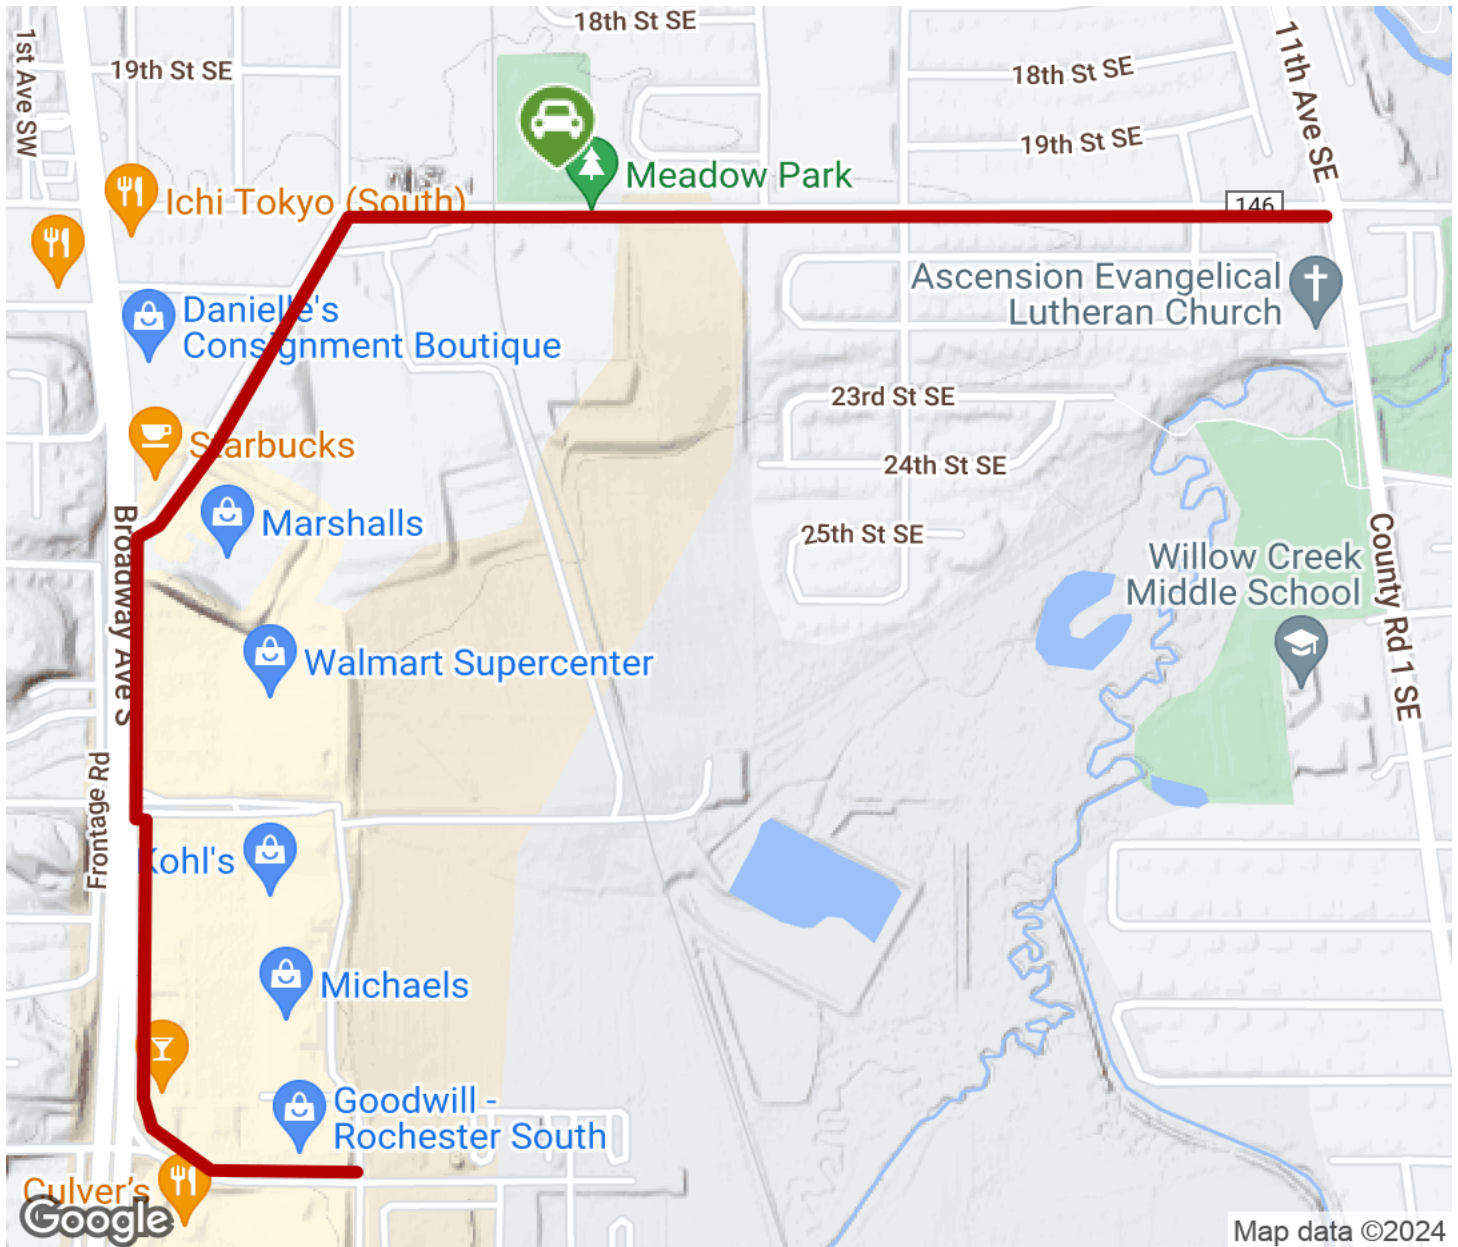 18th St SE
1st Ave SW
19th St SE
18th St SE
11th Ave SE
19th St SE
Meadow Park
Ichi Tokyo (South)
146
Ascension Evangelical
Lutheran Church
Danielle's
Consignment Boutique
23rd St SE
Starbucks
24th St SE
Marshalls
25th St SE
Broadway Ave S
County Rd 1 SE
Willow Creek
Middle School
Walmart Supercenter
Frontage Rd
Kohl's
Michaels
Goodwill -
Rochester South
Culver's
Google
Map data ©2024